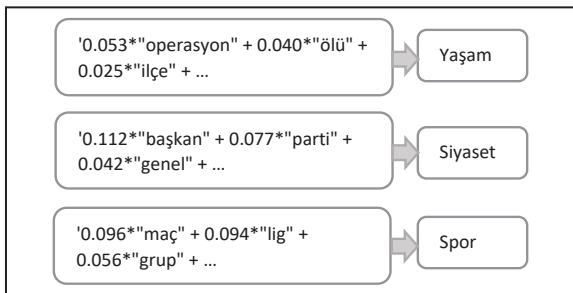 '0.053*"operasyon" + 0.040*"ölü" +
0.025*"ilçe" + ...
Yaşam
'0.112*"başkan" + 0.077*"parti" +
0.042*"genel" + ...
Siyaset
'0.096*"maç" + 0.094*"lig" +
0.056*"grup" + ...
Spor